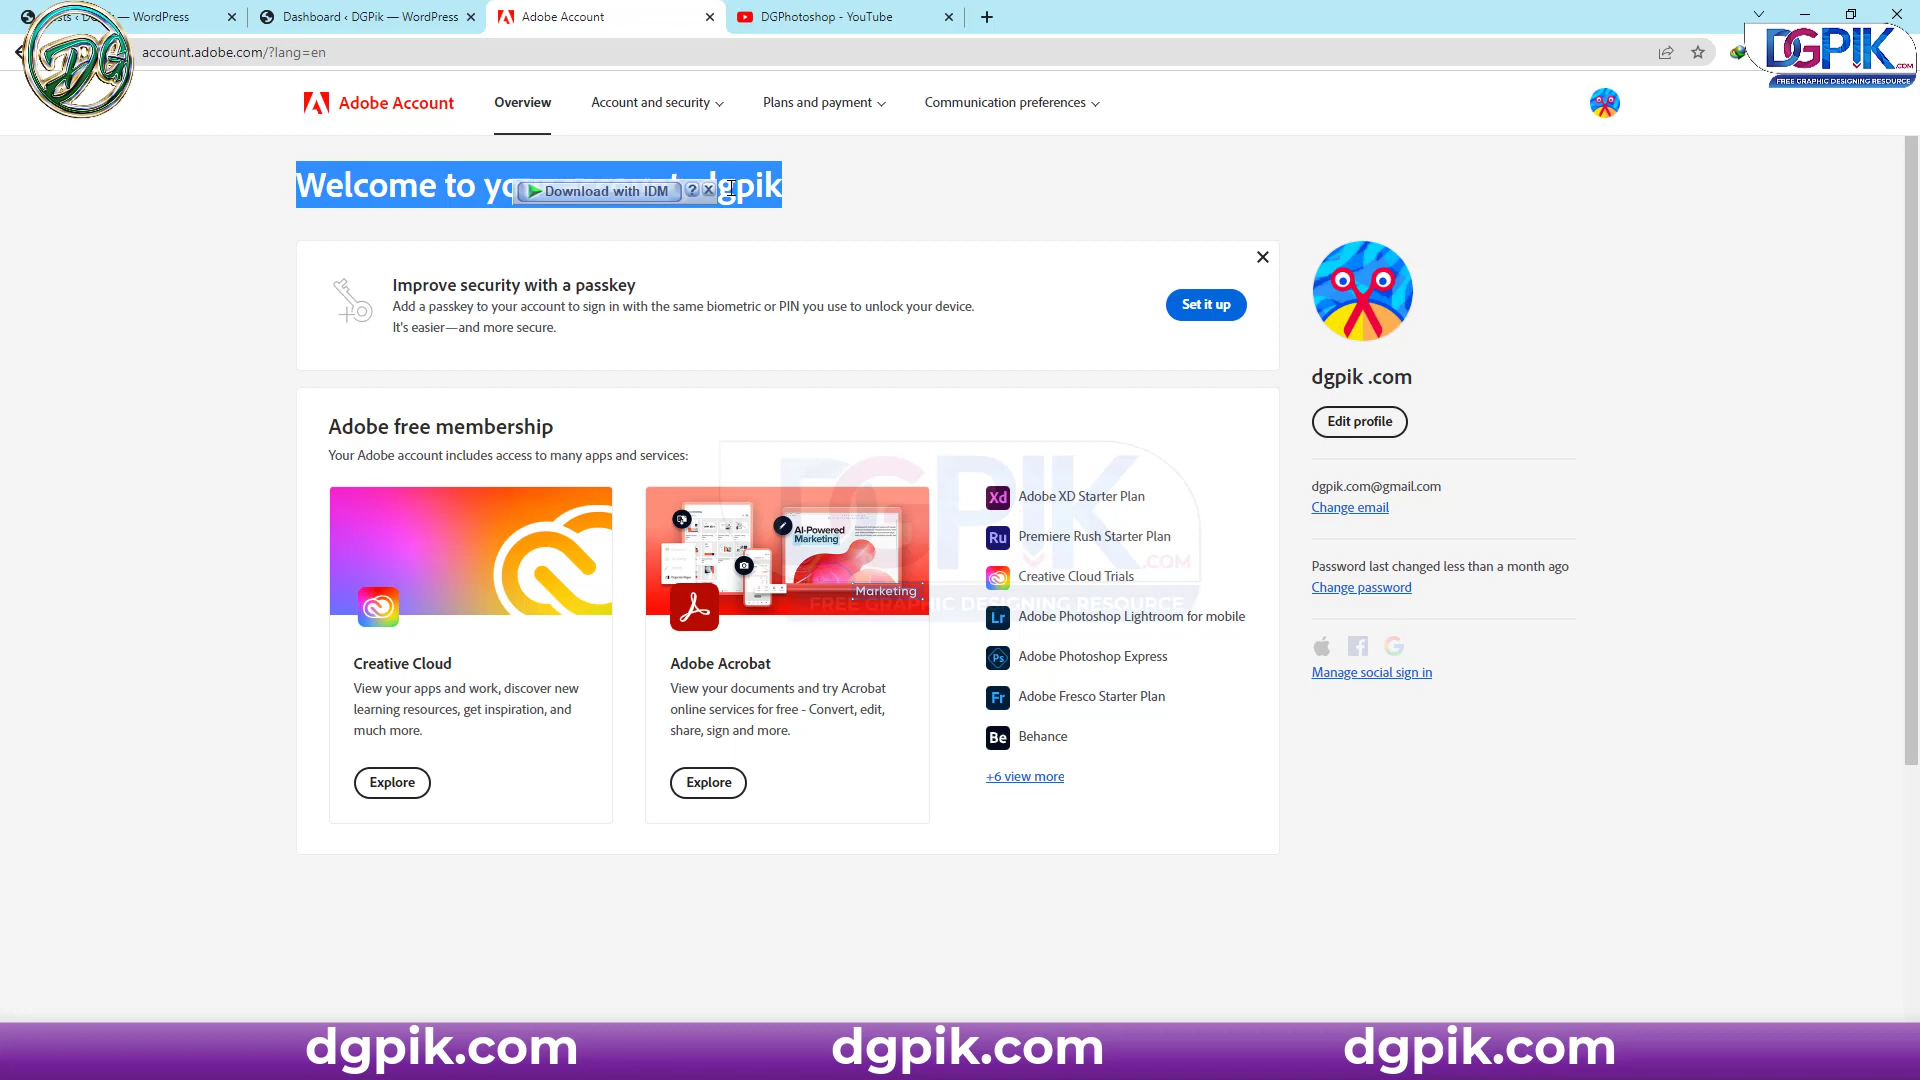 ‹ D — WordPress
Dashboard ‹ DGPik — WordPress
Adobe Account
DGPhotoshop - YouTube
account.adobe.com/?lang=en
DG
DGPIK.COM
FREE GRAPHIC DESIGNING RESOURCE
Adobe Account
Overview
Account and security
Plans and payment
Communication preferences
Welcome to yo dgpik
Download with IDM
?
Improve security with a passkey
Add a passkey to your account to sign in with the same biometric or PIN you use to unlock your device.
It's easier—and more secure.
Set it up
dgpik .com
Edit profile
dgpik.com@gmail.com
Change email
Password last changed less than a month ago
Change password
Manage social sign in
Adobe free membership
Your Adobe account includes access to many apps and services:
AI-Powered
Marketing
Marketing
Creative Cloud
View your apps and work, discover new
learning resources, get inspiration, and
much more.
Explore
Adobe Acrobat
View your documents and try Acrobat
online services for free - Convert, edit,
share, sign and more.
Explore
Xd Adobe XD Starter Plan
Ru Premiere Rush Starter Plan
Creative Cloud Trials
Lr Adobe Photoshop Lightroom for mobile
Ps Adobe Photoshop Express
Fr Adobe Fresco Starter Plan
Be Behance
+6 view more
DGPIK.COM
FREE GRAPHIC DESIGNING RESOURCE
dgpik.com dgpik.com dgpik.com